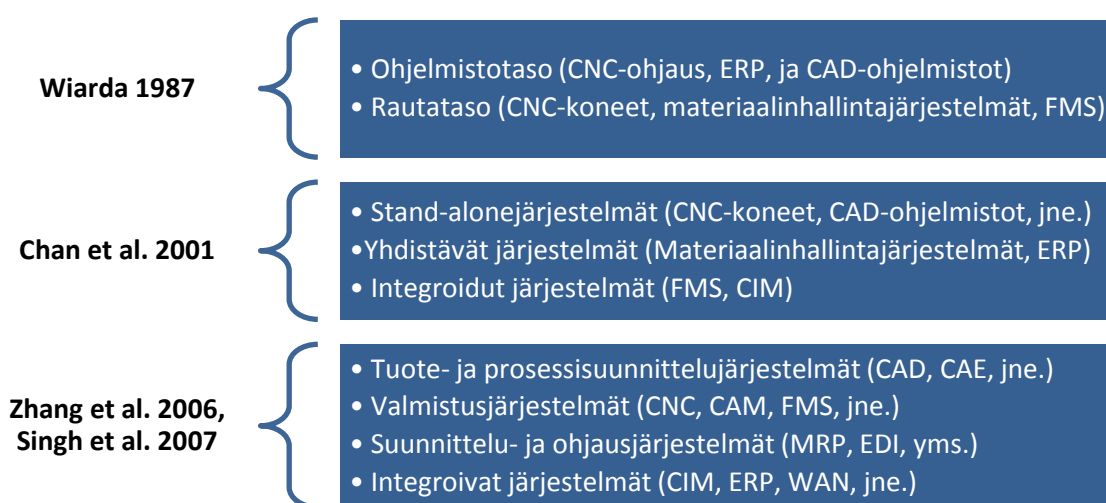 Wiarda 1987
• Ohjelmistotaso (CNC-ohjaus, ERP, ja CAD-ohjelmistot)
• Rautataso (CNC-koneet, materiaalinhallintajärjestelmät, FMS)
Chan et al. 2001
• Stand-alonejärjestelmät (CNC-koneet, CAD-ohjelmistot, jne.)
•Yhdistävät järjestelmät (Materiaalinhallintajärjestelmät, ERP)
• Integroidut järjestelmät (FMS, CIM)
Zhang et al. 2006,
Singh et al. 2007
• Tuote- ja prosessisuunnittelujärjestelmät (CAD, CAE, jne.)
• Valmistusjärjestelmät (CNC, CAM, FMS, jne.)
• Suunnittelu- ja ohjausjärjestelmät (MRP, EDI, yms.)
• Integroivat järjestelmät (CIM, ERP, WAN, jne.)